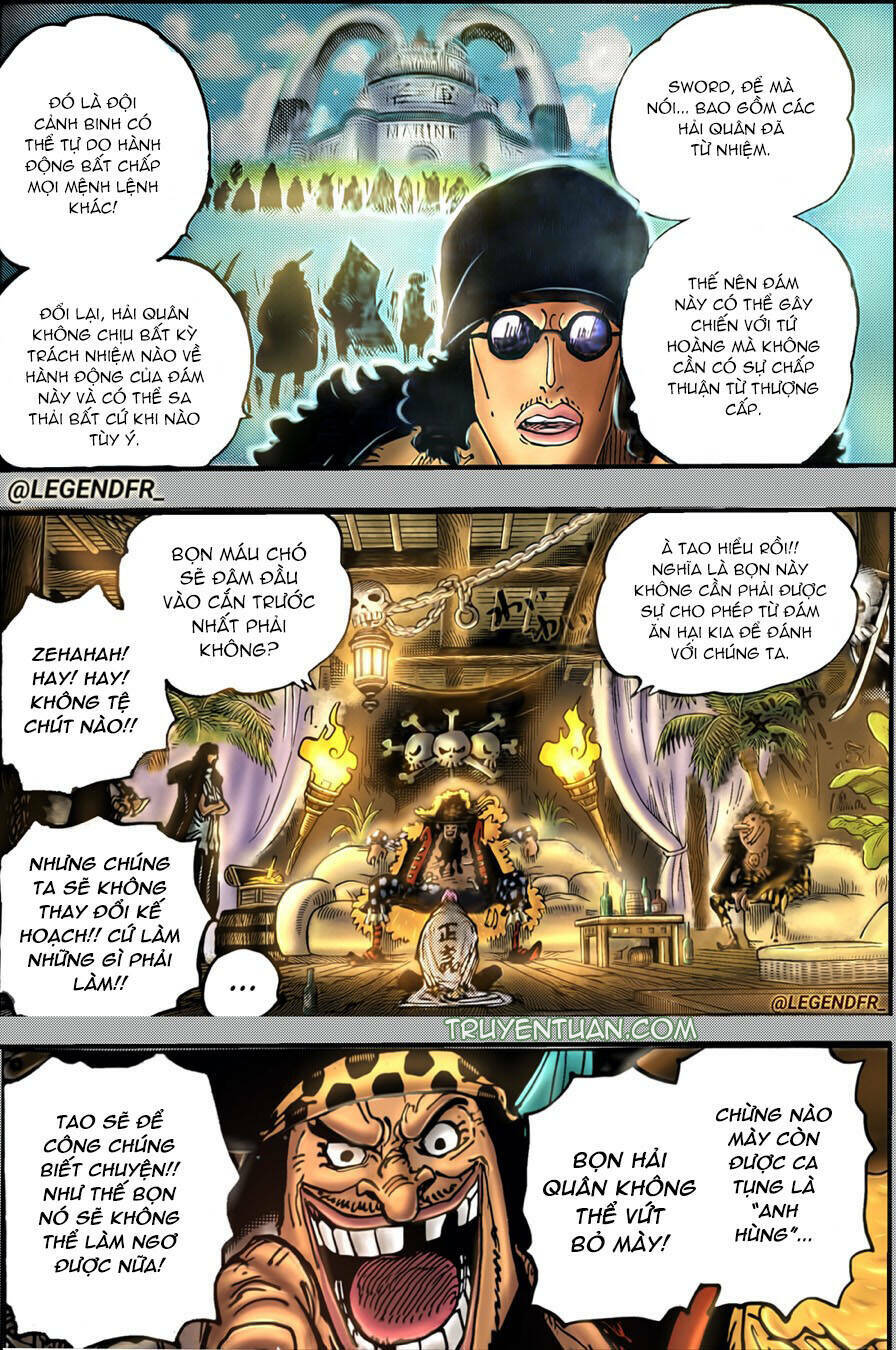 SWORD, ĐỂ MÀ
NÓI... BAO GỒM CÁC
HẢI QUÂN ĐÃ
TỪ NHIỆM.
THẾ NÊN ĐÁM
NÀY CÓ THỂ GÂY
CHIẾN VỚI TỨ
HOÀNG MÀ KHÔNG
CẦN CÓ SỰ CHẤP
THUẬN TỪ THƯỢNG
CẤP.
ĐÓ LÀ ĐỘI
CẢNH BINH CÓ
THỂ TỰ DO HÀNH
ĐỘNG BẤT CHẤP
MỌI MỆNH LỆNH
KHÁC!
ĐỔI LẠI, HẢI QUÂN
KHÔNG CHỊU BẤT KỲ
TRÁCH NHIỆM NÀO VỀ
HÀNH ĐỘNG CỦA ĐÁM
NÀY VÀ CÓ THỂ SA
THẢI BẤT CỨ KHI NÀO
TÙY Ý.
MARINE
@LEGENDFR_
À TAO HIỂU RỒI!!
NGHĨA LÀ BỌN NÀY
KHÔNG CẦN PHẢI ĐƯỢC
SỰ CHO PHÉP TỪ ĐÁM
ĂN HẠI KIA ĐỂ ĐÁNH
VỚI CHÚNG TA.
BỌN MÁU CHÓ
SẼ ĐÂM ĐẦU
VÀO CẮN TRƯỚC
NHẤT PHẢI
KHÔNG?
ZEHAHAH!
HAY! HAY!
KHÔNG TỆ
CHÚT NÀO!!
NHƯNG CHÚNG
TA SẼ KHÔNG
THAY ĐỔI KẾ
HOẠCH!! CỨ LÀM
NHỮNG GÌ PHẢI
LÀM!!
...
正義
@LEGENDFR_
TRUYENTUAN.COM
CHỪNG NÀO
MÀY CÒN
ĐƯỢC CA
TỤNG LÀ
"ANH
HÙNG"...
BỌN HẢI
QUÂN KHÔNG
THỂ VỨT
BỎ MÀY!
TAO SẼ ĐỂ
CÔNG CHÚNG
BIẾT CHUYỆN!!
NHƯ THẾ BỌN
NÓ SẼ KHÔNG
THỂ LÀM NGƠ
ĐƯỢC NỮA!